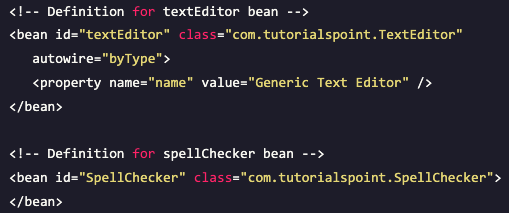 <!-- Definition for textEditor bean -->
<bean id="textEditor" class="com.tutorialspoint.TextEditor"
autowire="byType">
<property name="name" value="Generic Text Editor" />
</bean>
<!-- Definition for spellChecker bean -->
<bean id="SpellChecker" class="com.tutorialspoint.SpellChecker">
</bean>